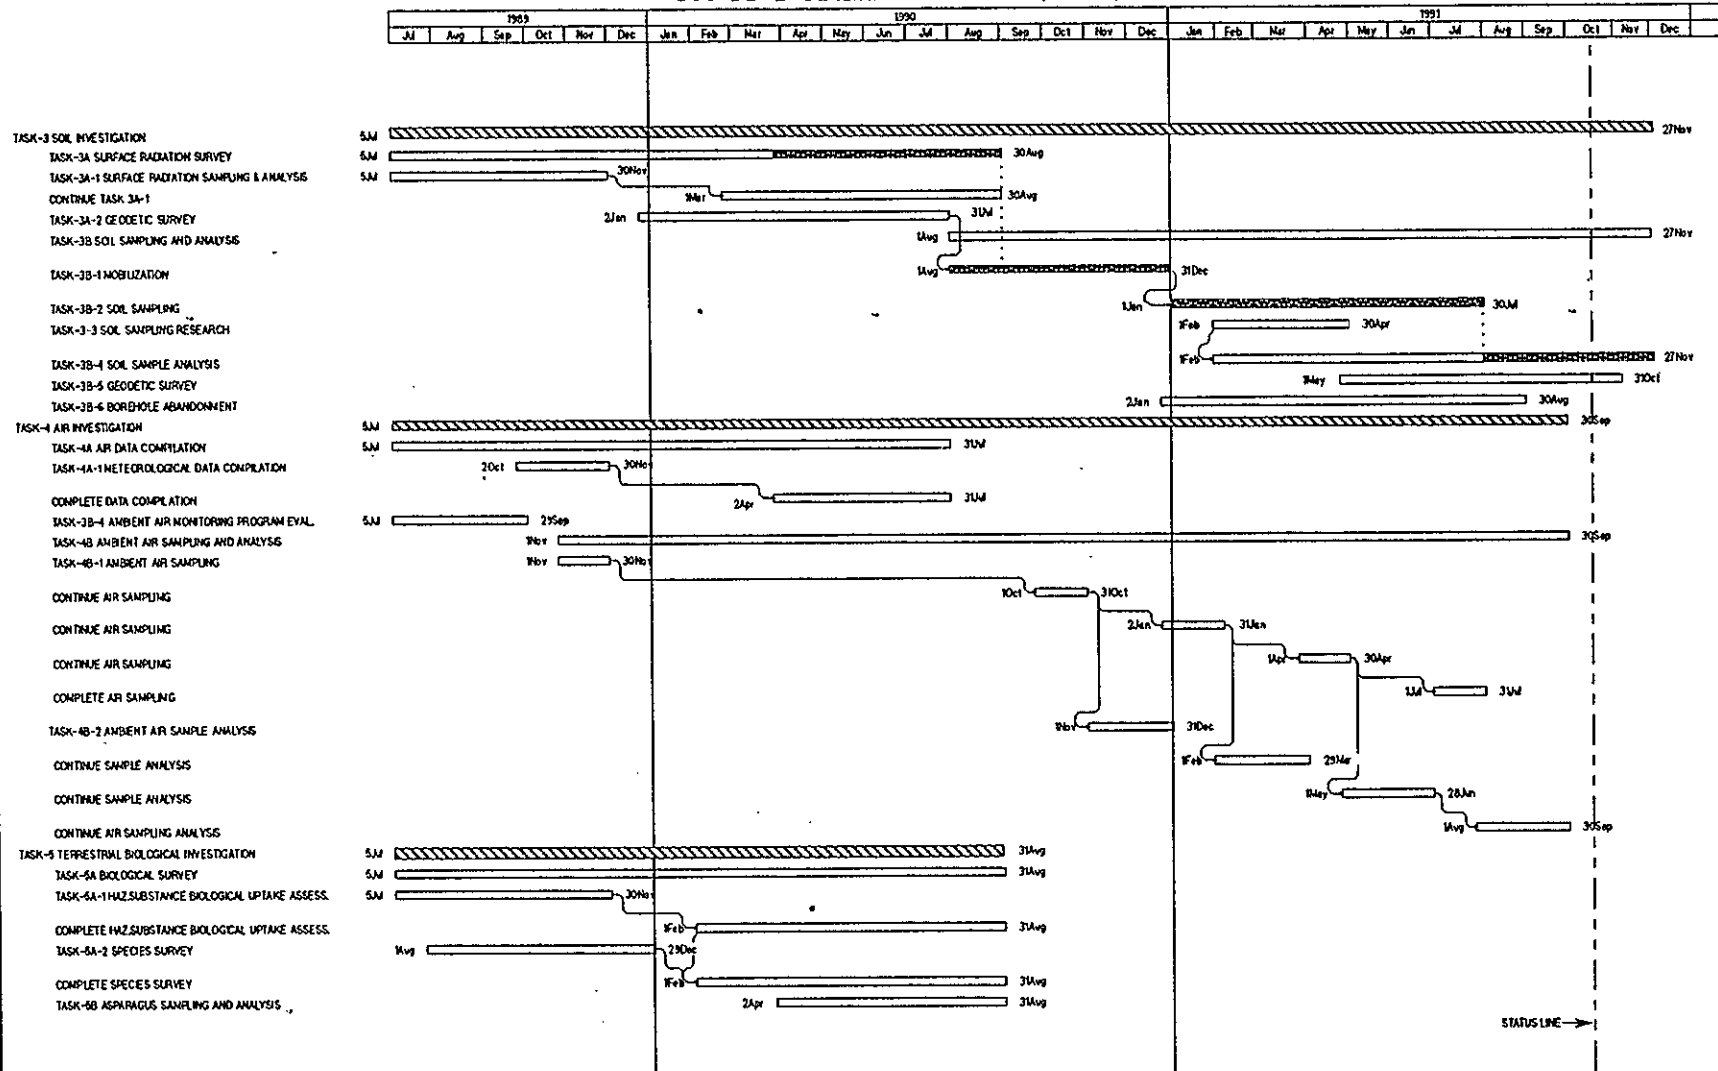 1989 1990 1991
Jul Aug Sep Oct Nov Dec Jan Feb Mar Apr May Jun Jul Aug Sep Oct Nov Dec Jan Feb Mar Apr May Jun Jul Aug Sep Oct Nov Dec
TASK-3 SOIL INVESTIGATION 5Jul 27Nov
TASK-3A SURFACE RADIATION SURVEY 5Jul 30Aug
TASK-3A-1 SURFACE RADIATION SAMPLING & ANALYSIS 5Jul 30Nov
CONTINUE TASK 3A-1 1Mar 30Aug
TASK-3A-2 GEODETIC SURVEY 2Jan 31Jul
TASK-3B SOIL SAMPLING AND ANALYSIS 1Aug 27Nov
TASK-3B-1 MOBILIZATION 1Aug 31Dec
TASK-3B-2 SOIL SAMPLING 1Jan 30Jul
TASK-3-3 SOIL SAMPLING RESEARCH 1Feb 30Apr
TASK-3B-4 SOIL SAMPLE ANALYSIS 1Feb 27Nov
TASK-3B-5 GEODETIC SURVEY 1May 31Oct
TASK-3B-6 BOREHOLE ABANDONMENT 2Jan 30Aug
TASK-4 AIR INVESTIGATION 5Jul 30Sep
TASK-4A AIR DATA COMPILATION 5Jul 31Jul
TASK-4A-1 METEOROLOGICAL DATA COMPILATION 2Oct 30Nov
COMPLETE DATA COMPILATION 2Apr 31Jul
TASK-3B-4 AMBIENT AIR MONITORING PROGRAM EVAL. 5Jul 29Sep
TASK-4B AMBIENT AIR SAMPLING AND ANALYSIS 1Nov 30Sep
TASK-4B-1 AMBIENT AIR SAMPLING 1Nov 30Nov
CONTINUE AIR SAMPLING 1Oct 31Oct
CONTINUE AIR SAMPLING 2Jan 31Jan
CONTINUE AIR SAMPLING 1Apr 30Apr
COMPLETE AIR SAMPLING 1Jul 31Jul
TASK-4B-2 AMBIENT AIR SAMPLE ANALYSIS 1Nov 31Dec
CONTINUE SAMPLE ANALYSIS 1Feb 29Mar
CONTINUE SAMPLE ANALYSIS 1May 28Jun
CONTINUE AIR SAMPLING ANALYSIS 1Aug 30Sep
TASK-5 TERRESTRIAL BIOLOGICAL INVESTIGATION 5Jul 31Aug
TASK-5A BIOLOGICAL SURVEY 5Jul 31Aug
TASK-5A-1 HAZ.SUBSTANCE BIOLOGICAL UPTAKE ASSESS. 5Jul 30Nov
COMPLETE HAZ.SUBSTANCE BIOLOGICAL UPTAKE ASSESS. 1Feb 31Aug
TASK-5A-2 SPECIES SURVEY 1Aug 29Dec
COMPLETE SPECIES SURVEY 1Feb 31Aug
TASK-5B ASPARAGUS SAMPLING AND ANALYSIS 2Apr 31Aug
STATUS LINE